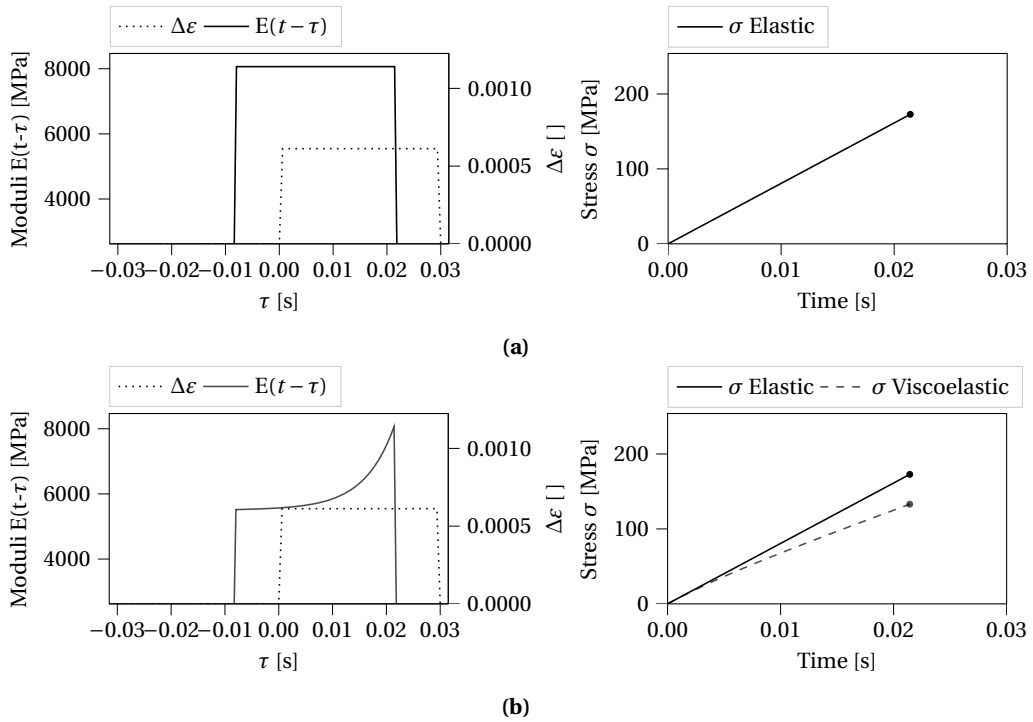 Δε E(t − τ)
σ Elastic
Moduli E(t-τ) [MPa]
8000
6000
4000
0.0010
0.0005
0.0000
Δε [ ]
−0.03 −0.02 −0.01 0.00 0.01 0.02 0.03
τ [s]
Stress σ [MPa]
200
100
0
0.00 0.01 0.02 0.03
Time [s]
(a)
Δε E(t − τ)
σ Elastic σ Viscoelastic
Moduli E(t-τ) [MPa]
8000
6000
4000
0.0010
0.0005
0.0000
Δε [ ]
−0.03 −0.02 −0.01 0.00 0.01 0.02 0.03
τ [s]
Stress σ [MPa]
200
100
0
0.00 0.01 0.02 0.03
Time [s]
(b)